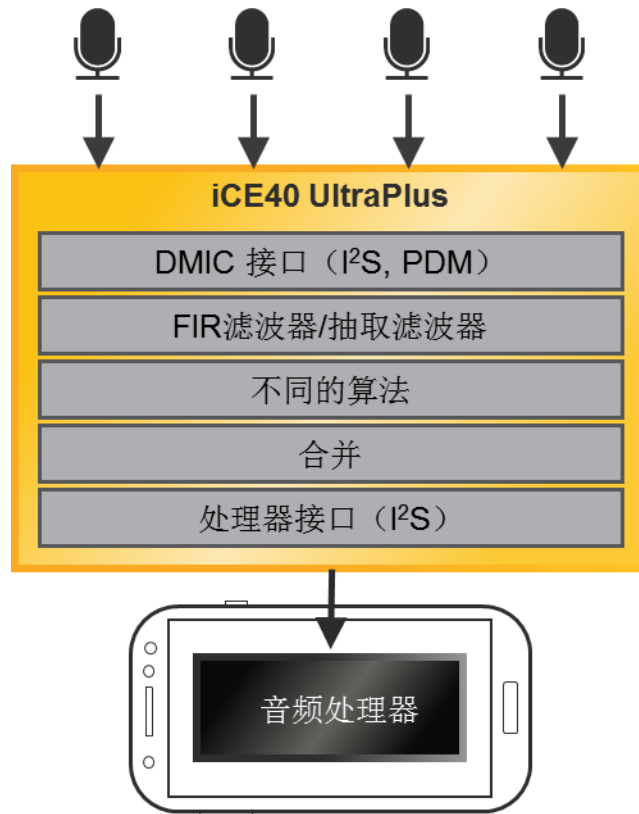 iCE40 UltraPlus
DMIC 接口（I²S, PDM）
FIR滤波器/抽取滤波器
不同的算法
合并
处理器接口（I²S）
音频处理器